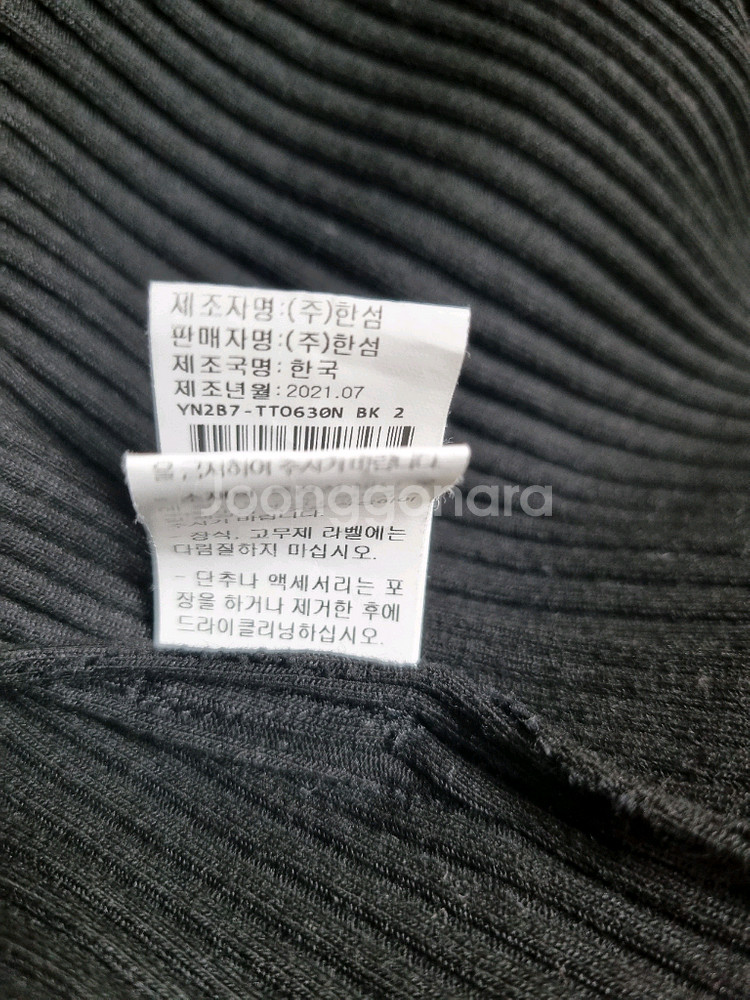 제조자명:(주)한섬
판매자명:(주)한섬
제조국명:한국
제조년월:2021.07
YN2B7-TTO630N BK 2
Joonggonara
- 장식, 고무제 라벨에는
다림질하지 마십시오.
- 단추나 액세서리는 포
장을 하거나 제거한 후에
드라이클리닝하십시오.